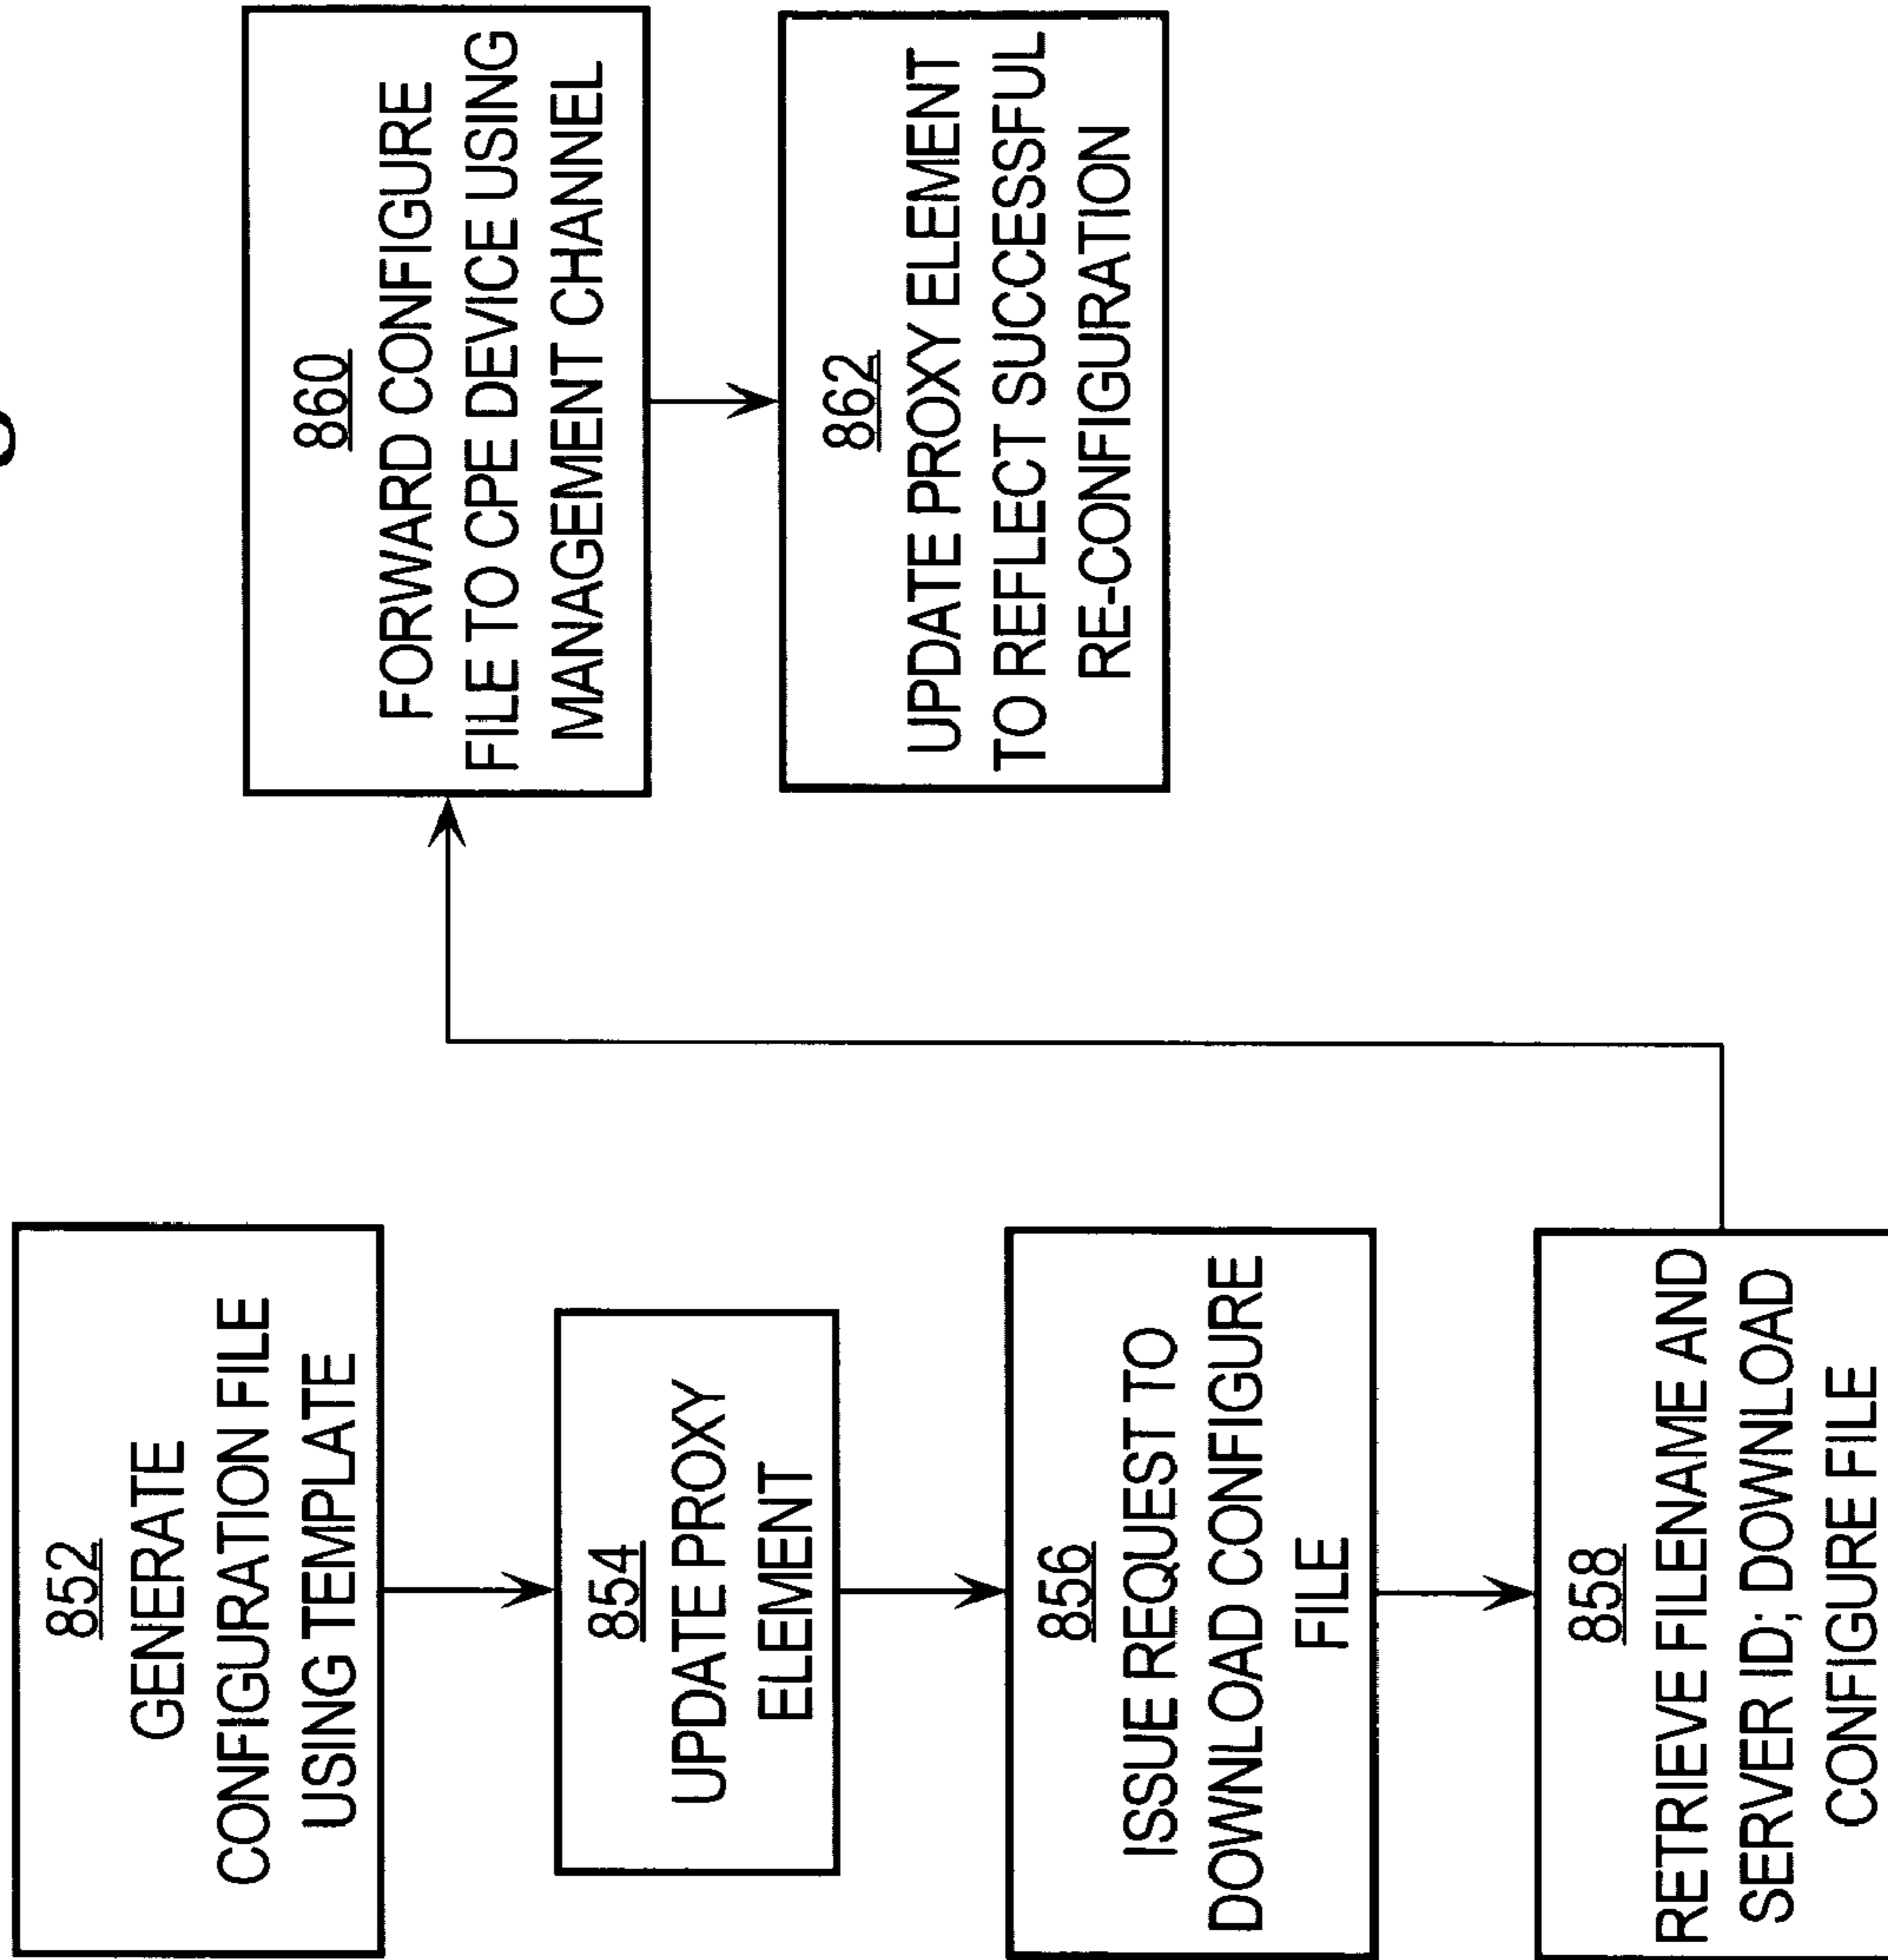 852
GENERATE
CONFIGURATION FILE
USING TEMPLATE
854
UPDATE PROXY
ELEMENT
856
ISSUE REQUEST TO
DOWNLOAD CONFIGURE
FILE
858
RETRIEVE FILENAME AND
SERVER ID; DOWNLOAD
CONFIGURE FILE
860
FORWARD CONFIGURE
FILE TO CPE DEVICE USING
MANAGEMENT CHANNEL
862
UPDATE PROXY ELEMENT
TO REFLECT SUCCESSFUL
RE-CONFIGURATION